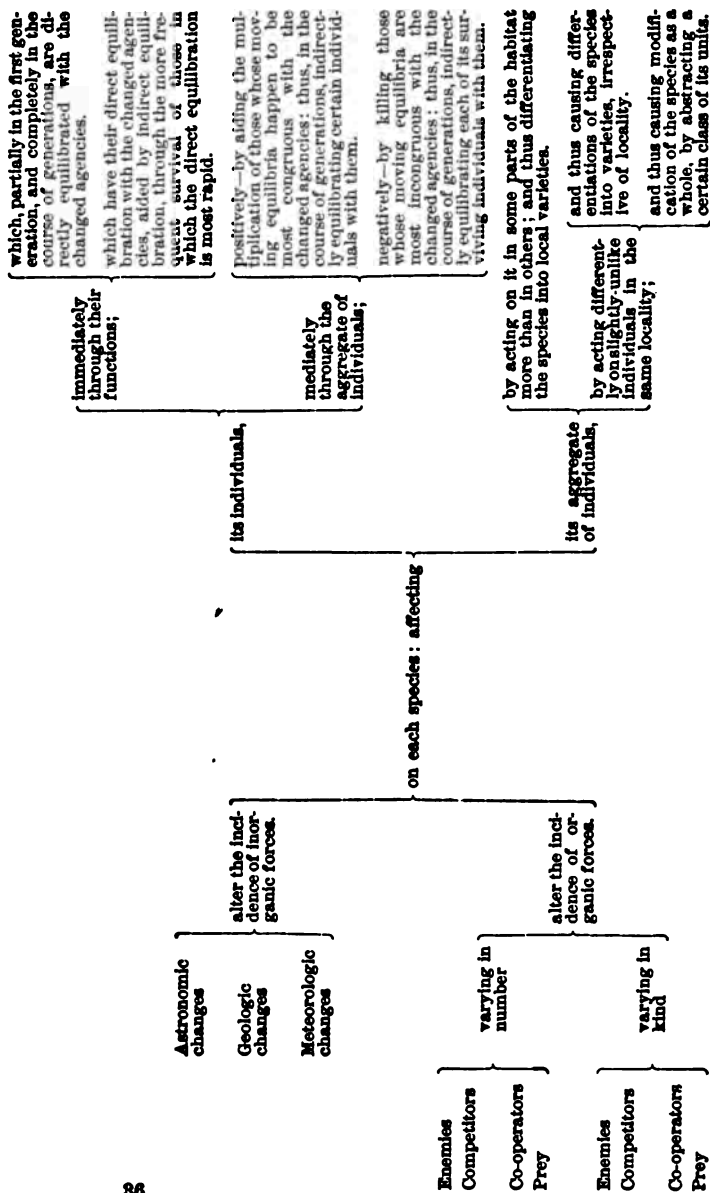 Astronomic
changes
Geologic
changes
Meteorologic
changes
alter the inci-
dence of inor-
ganic forces.
Enemies
Competitors
Co-operators
Prey
varying in
number
Enemies
Competitors
Co-operators
Prey
varying in
kind
alter the inci-
dence of or-
ganic forces.
on each species: affecting
its individuals,
immediately
through their
functions;
which, partially in the first gen-
eration, and completely in the
course of generations, are di-
rectly equilibrated with the
changed agencies.
which have their direct equili-
bration with the changed agen-
cies, aided by indirect equili-
bration, through the more fre-
quent survival of those in
which the direct equilibration
is most rapid.
mediately
through the
aggregate of
individuals;
positively—by aiding the mul-
tiplication of those whose mov-
ing equilibria happen to be
most congruous with the
changed agencies: thus, in the
course of generations, indirect-
ly equilibrating certain individ-
uals with them.
negatively—by killing those
whose moving equilibria are
most incongruous with the
changed agencies; thus, in the
course of generations, indirect-
ly equilibrating each of its sur-
viving individuals with them.
its aggregate
of individuals,
by acting on it in some parts of the habitat
more than in others; and thus differentiating
the species into local varieties.
by acting different-
ly on slightly-unlike
individuals in the
same locality;
and thus causing differ-
entiations of the species
into varieties, irrespect-
ive of locality.
and thus causing modifi-
cation of the species as a
whole, by abstracting a
certain class of its units.
86